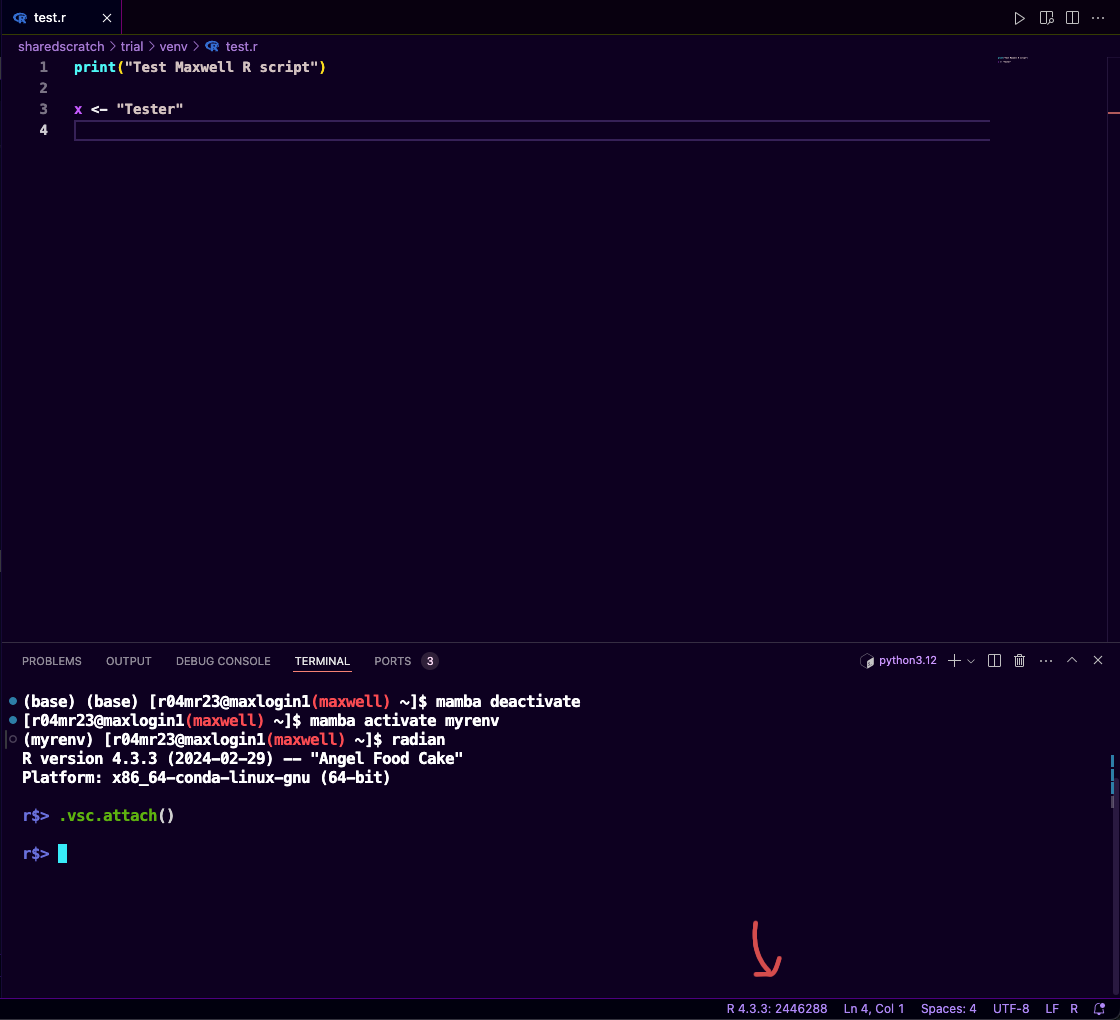 test.r
sharedscratch > trial > venv > test.r
1 print("Test Maxwell R script")
2
3 x <- "Tester"
4
PROBLEMS OUTPUT DEBUG CONSOLE TERMINAL PORTS 3 python3.12
(base) (base) [r04mr23@maxlogin1(maxwell) ~]$ mamba deactivate
[r04mr23@maxlogin1(maxwell) ~]$ mamba activate myrenv
(myrenv) [r04mr23@maxlogin1(maxwell) ~]$ radian
R version 4.3.3 (2024-02-29) -- "Angel Food Cake"
Platform: x86_64-conda-linux-gnu (64-bit)
r$> .vsc.attach()
r$>
R 4.3.3: 2446288 Ln 4, Col 1 Spaces: 4 UTF-8 LF R